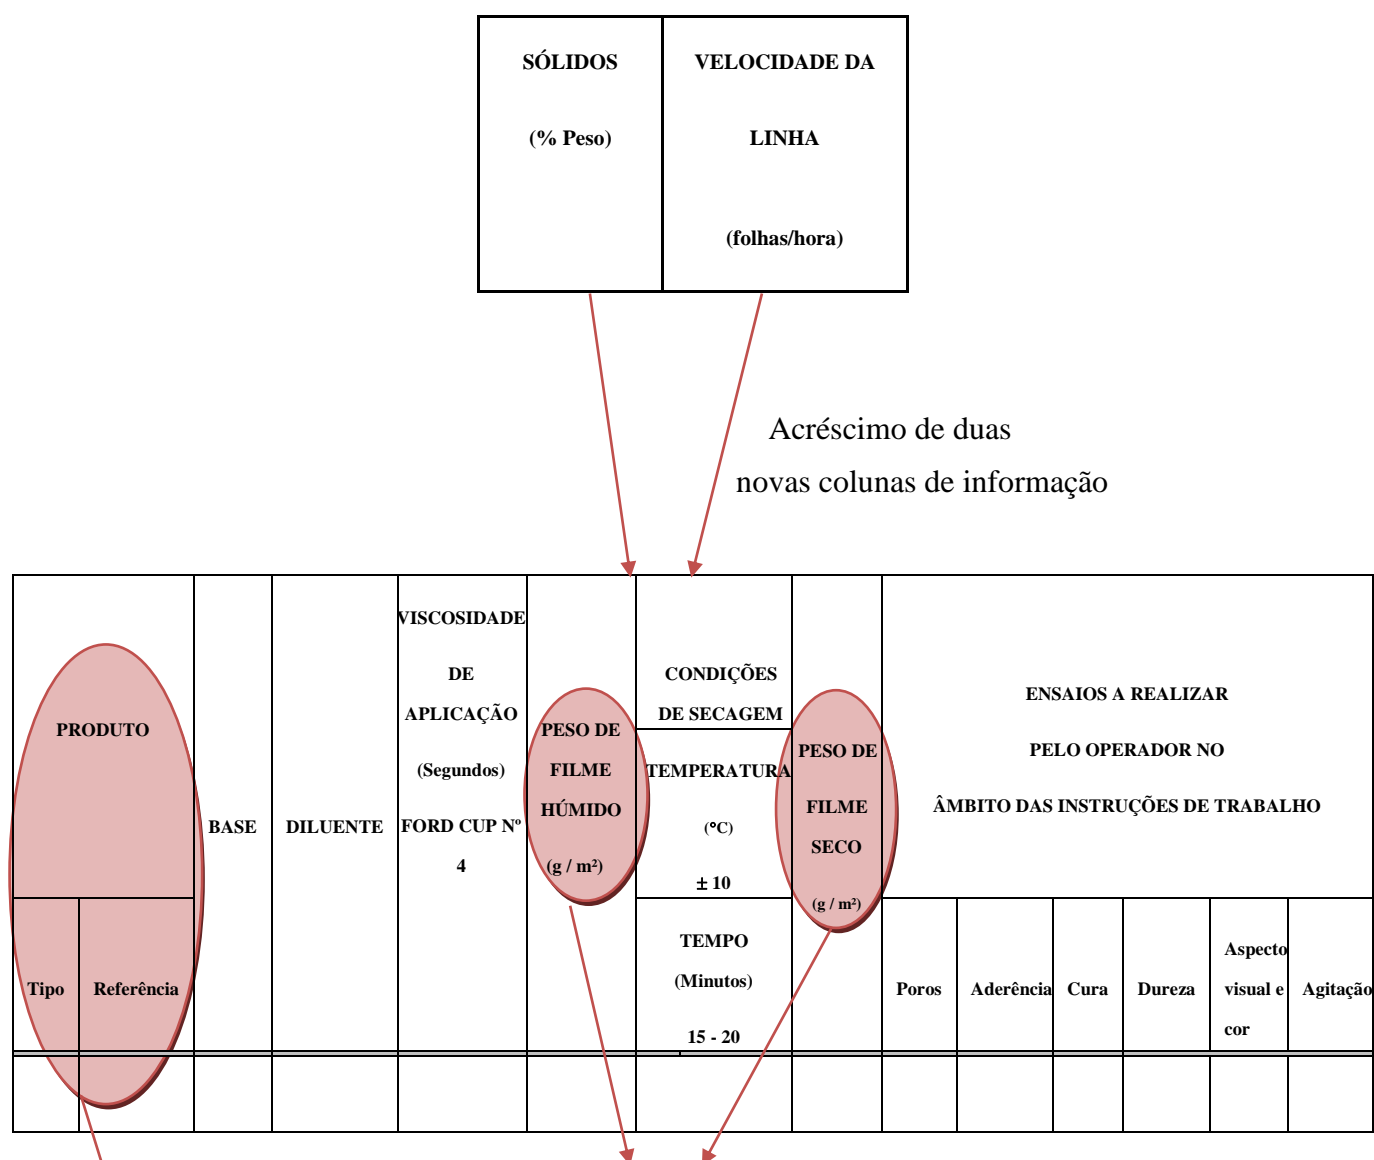 SÓLIDOS
(% Peso)
VELOCIDADE DA
LINHA
(folhas/hora)
Acréscimo de duas
novas colunas de informação
PRODUTO
Tipo
Referência
BASE
DILUENTE
VISCOSIDADE
DE
APLICAÇÃO
(Segundos)
FORD CUP Nº
4
PESO DE
FILME
HÚMIDO
(g / m²)
CONDIÇÕES
DE SECAGEM
TEMPERATURA
(ºC)
± 10
TEMPO
(Minutos)
15 - 20
PESO DE
FILME
SECO
(g / m²)
ENSAIOS A REALIZAR
PELO OPERADOR NO
ÂMBITO DAS INSTRUÇÕES DE TRABALHO
Poros
Aderência
Cura
Dureza
Aspecto
visual e
cor
Agitação